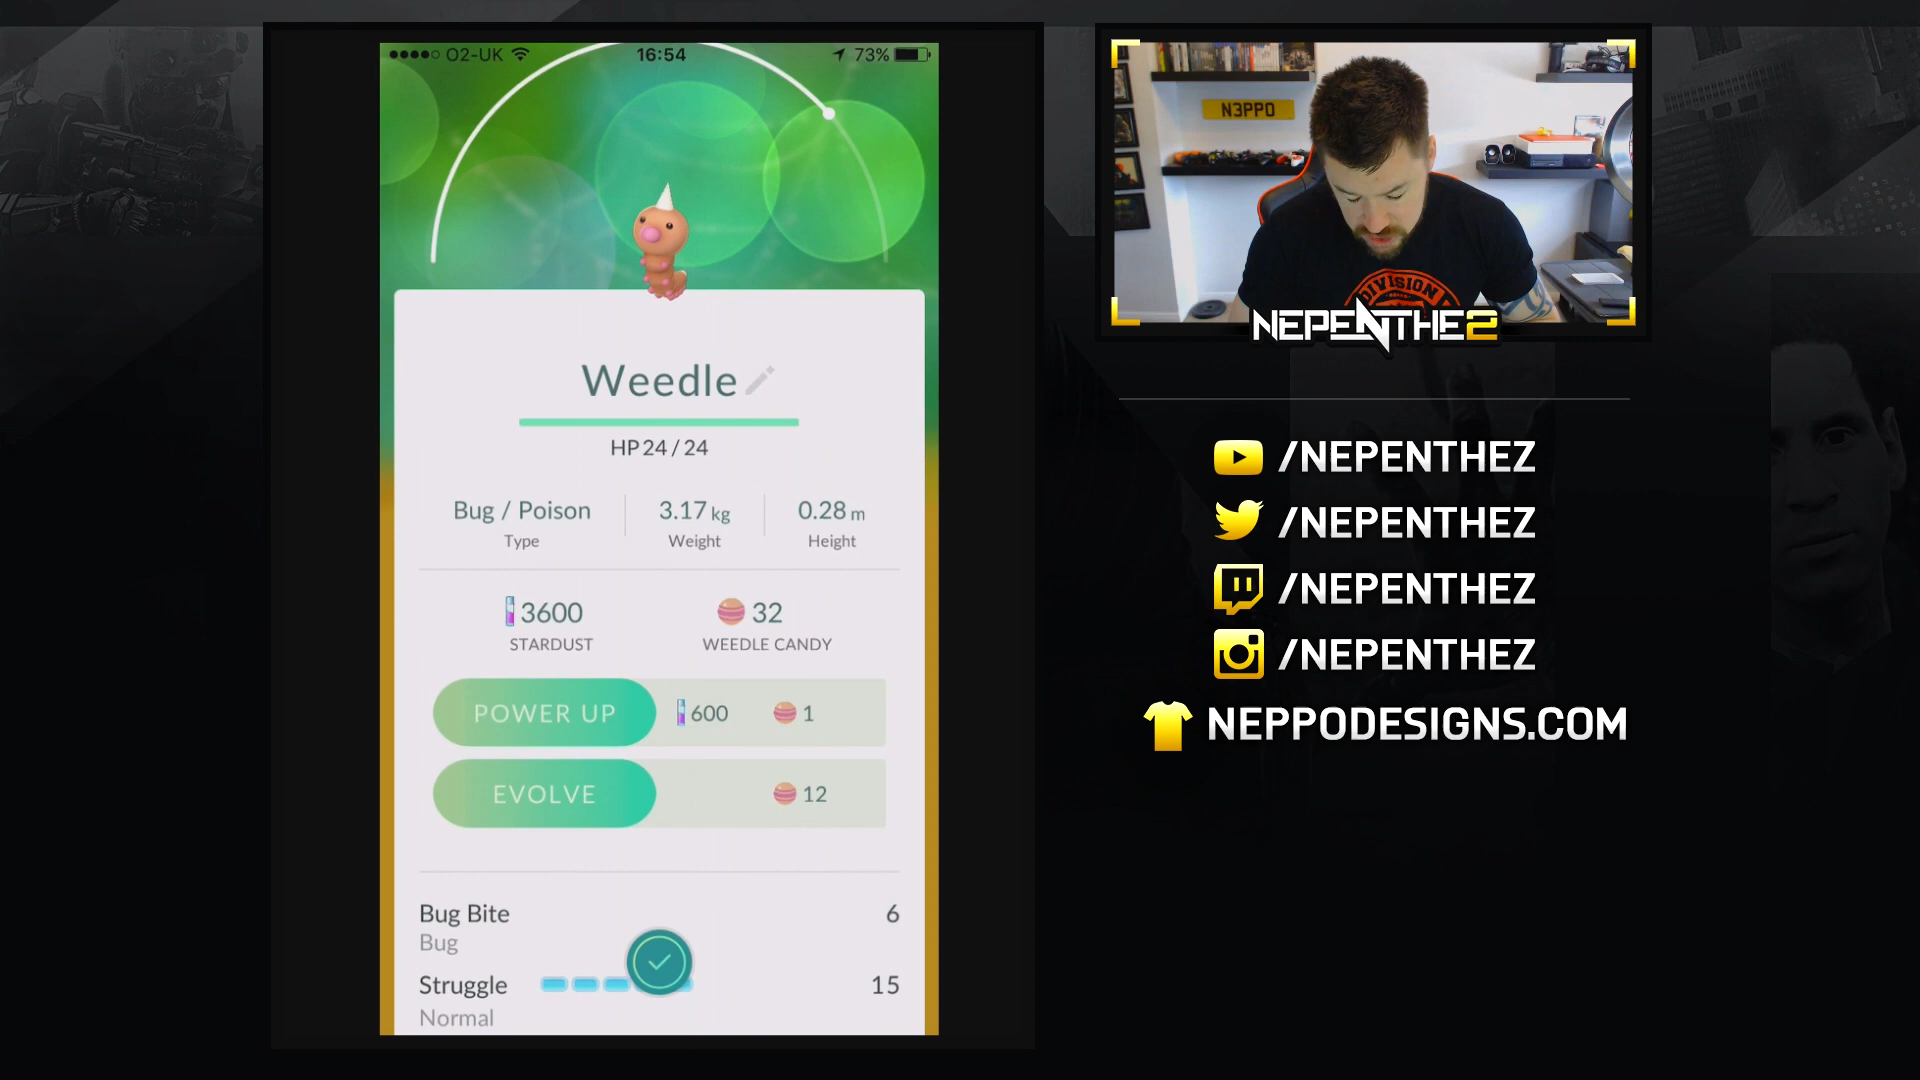 O2-UK 16:54 73%
Weedle
HP 24 / 24
Bug / Poison 3.17 kg 0.28 m
Type Weight Height
3600 32
STARDUST WEEDLE CANDY
POWER UP 600 1
EVOLVE 12
Bug Bite 6
Bug
Struggle 15
Normal
N3PPO
DIVISION
NEPENTHEZ
/NEPENTHEZ
/NEPENTHEZ
/NEPENTHEZ
/NEPENTHEZ
NEPPODESIGNS.COM